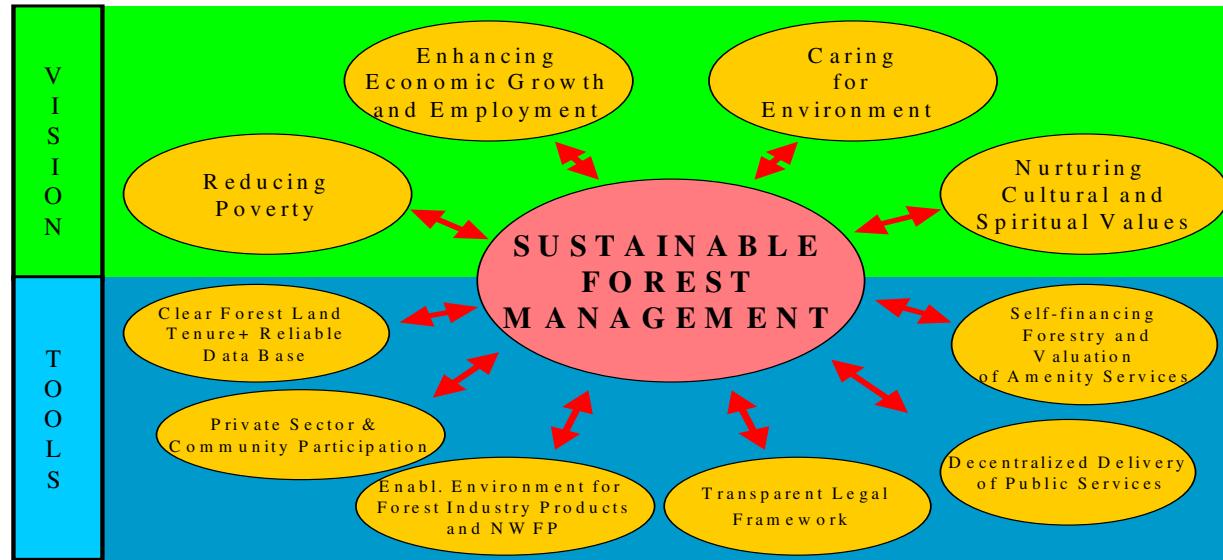 VISION
Enhancing
Economic Growth
and Employment
Caring
for
Environment
Reducing
Poverty
Nurturing
Cultural and
Spiritual Values
SUSTAINABLE
FOREST
MANAGEMENT
TOOLS
Clear Forest Land
Tenure+ Reliable
Data Base
Self-financing
Forestry and
Valuation
of Amenity Services
Private Sector &
Community Participation
Enabl. Environment for
Forest Industry Products
and NWFP
Transparent Legal
Framework
Decentralized Delivery
of Public Services